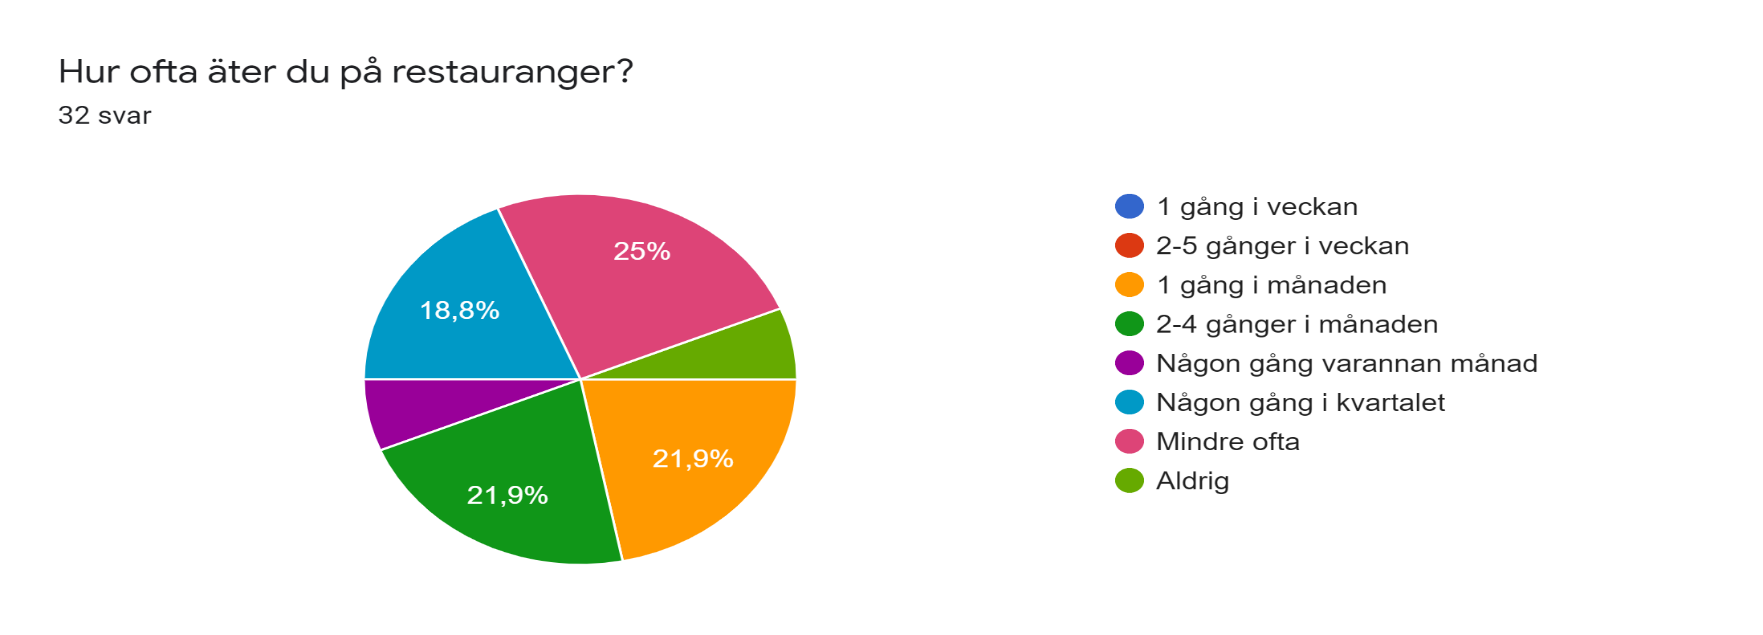 Hur ofta äter du på restauranger?
32 svar
25%
18,8%
21,9%
21,9%
1 gång i veckan
2-5 gånger i veckan
1 gång i månaden
2-4 gånger i månaden
Någon gång varannan månad
Någon gång i kvartalet
Mindre ofta
Aldrig